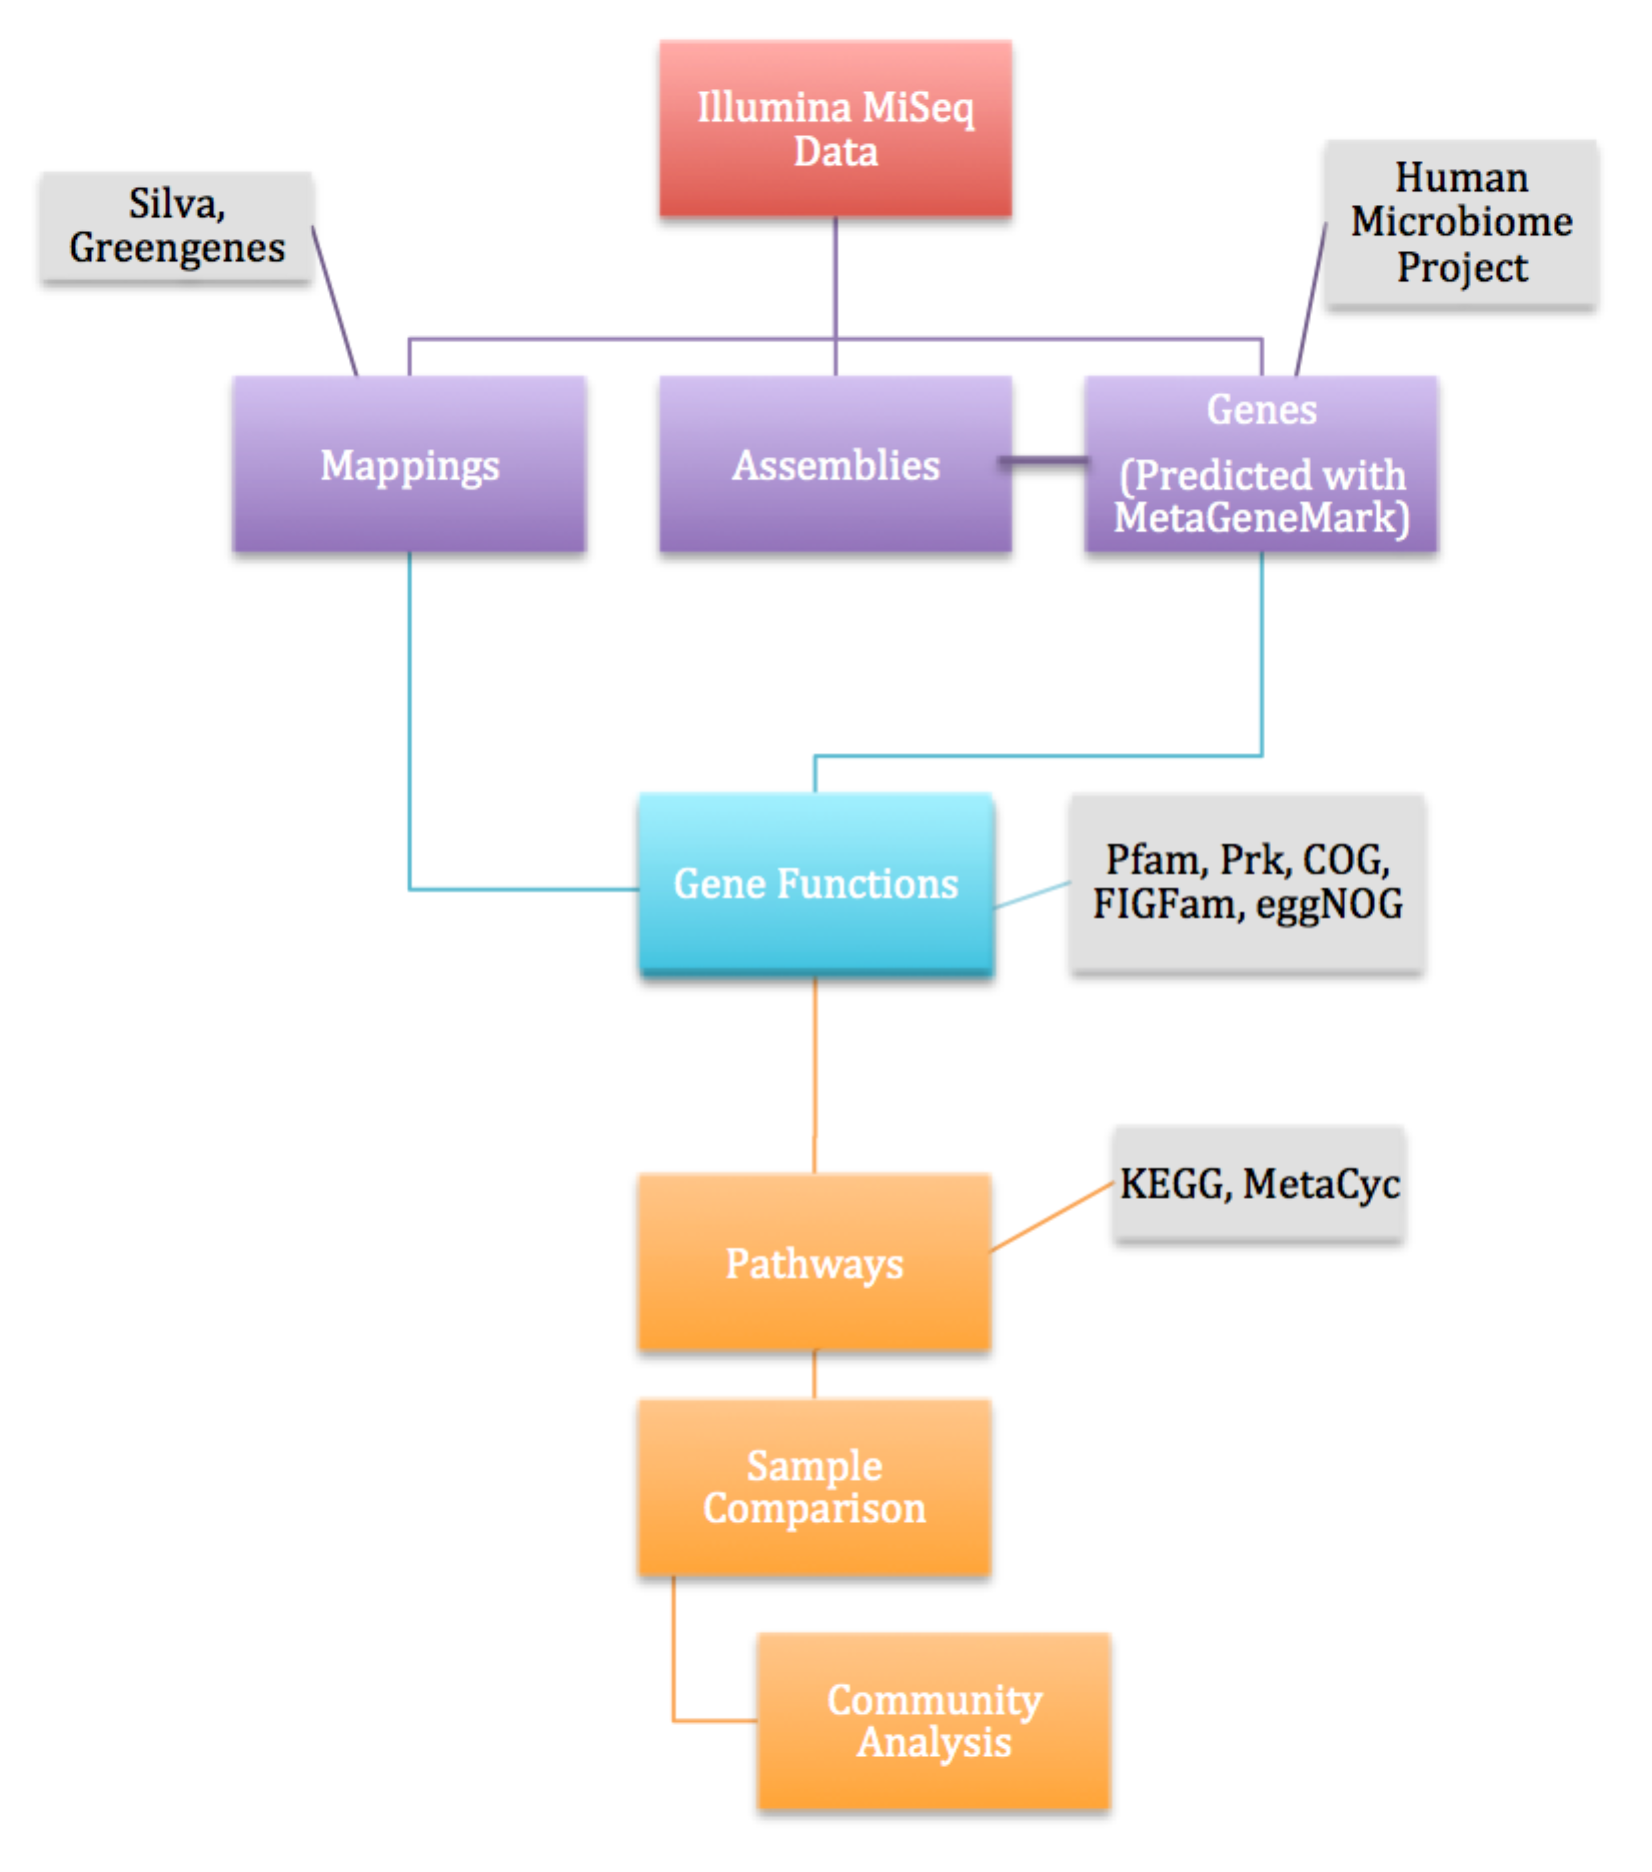 Illumina MiSeq
Data
Silva,
Greengenes
Human
Microbiome
Project
Mappings
Assemblies
Genes
(Predicted with
MetaGeneMark)
Gene Functions
Pfam, Prk, COG,
FIGFam, eggNOG
KEGG, MetaCyc
Pathways
Sample
Comparison
Community
Analysis